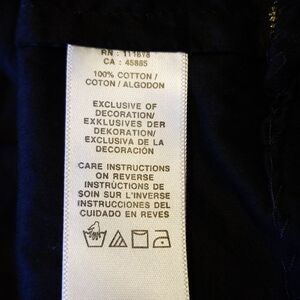 RN : 111678
CA : 45885
100% COTTON /
COTON / ALGODON
EXCLUSIVE OF
DECORATION/
EXKLUSIVES DER
DEKORATION/
EXCLUSIVA DE LA
DECORACIÓN
CARE INSTRUCTIONS
ON REVERSE
INSTRUCTIONS DE
SOIN SUR L'INVERSE
INSTRUCCIONES DEL
CUIDADO EN REVES